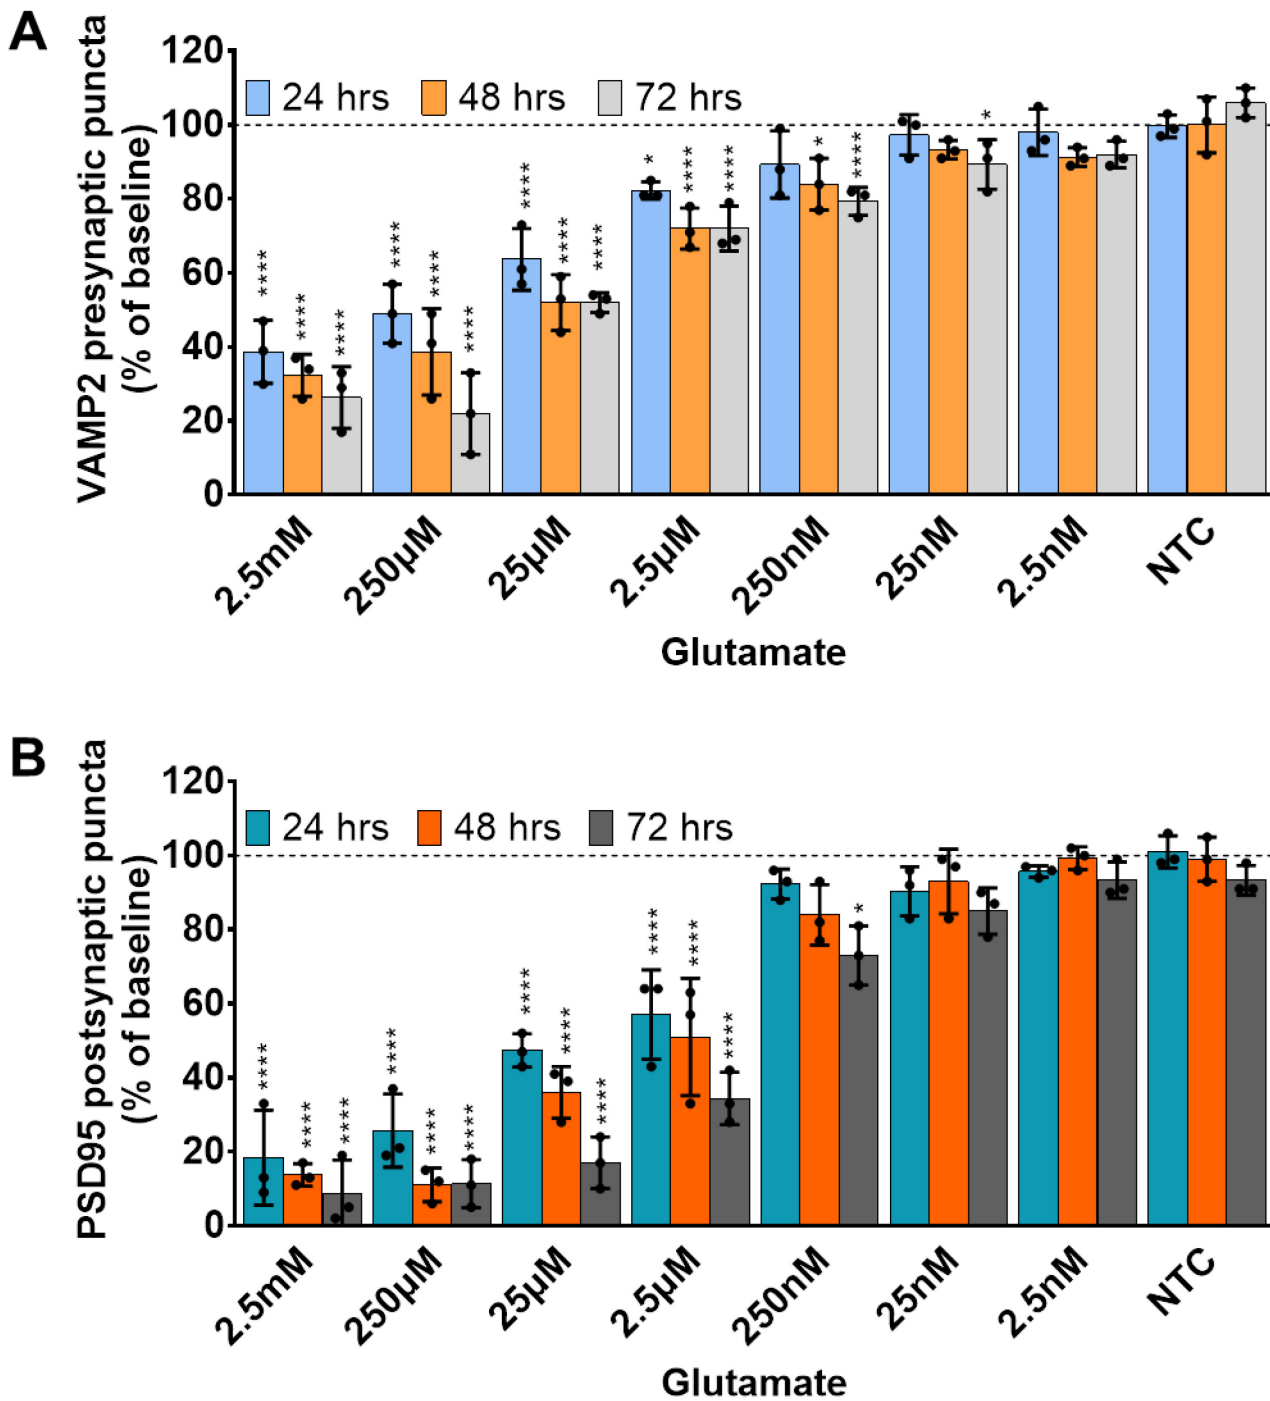 A
VAMP2 presynaptic puncta
(% of baseline)
120
100
80
60
40
20
0
24 hrs 48 hrs 72 hrs
**** **** ****
**** **** ****
**** **** ****
* **** ****
* ****
*
2.5mM 250µM 25µM 2.5µM 250nM 25nM 2.5nM NTC
Glutamate
B
PSD95 postsynaptic puncta
(% of baseline)
120
100
80
60
40
20
0
24 hrs 48 hrs 72 hrs
**** **** ****
**** **** ****
**** **** ****
**** **** ****
*
2.5mM 250µM 25µM 2.5µM 250nM 25nM 2.5nM NTC
Glutamate